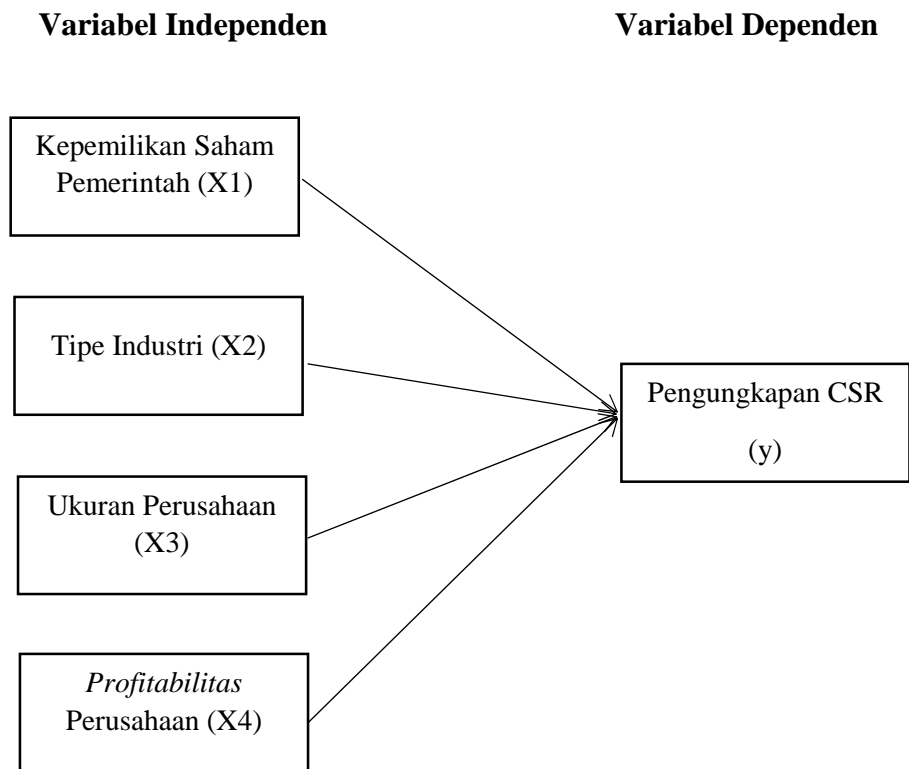 Variabel Independen
Variabel Dependen
Kepemilikan Saham
Pemerintah (X1)
Tipe Industri (X2)
Ukuran Perusahaan
(X3)
Profitabilitas
Perusahaan (X4)
Pengungkapan CSR
(y)